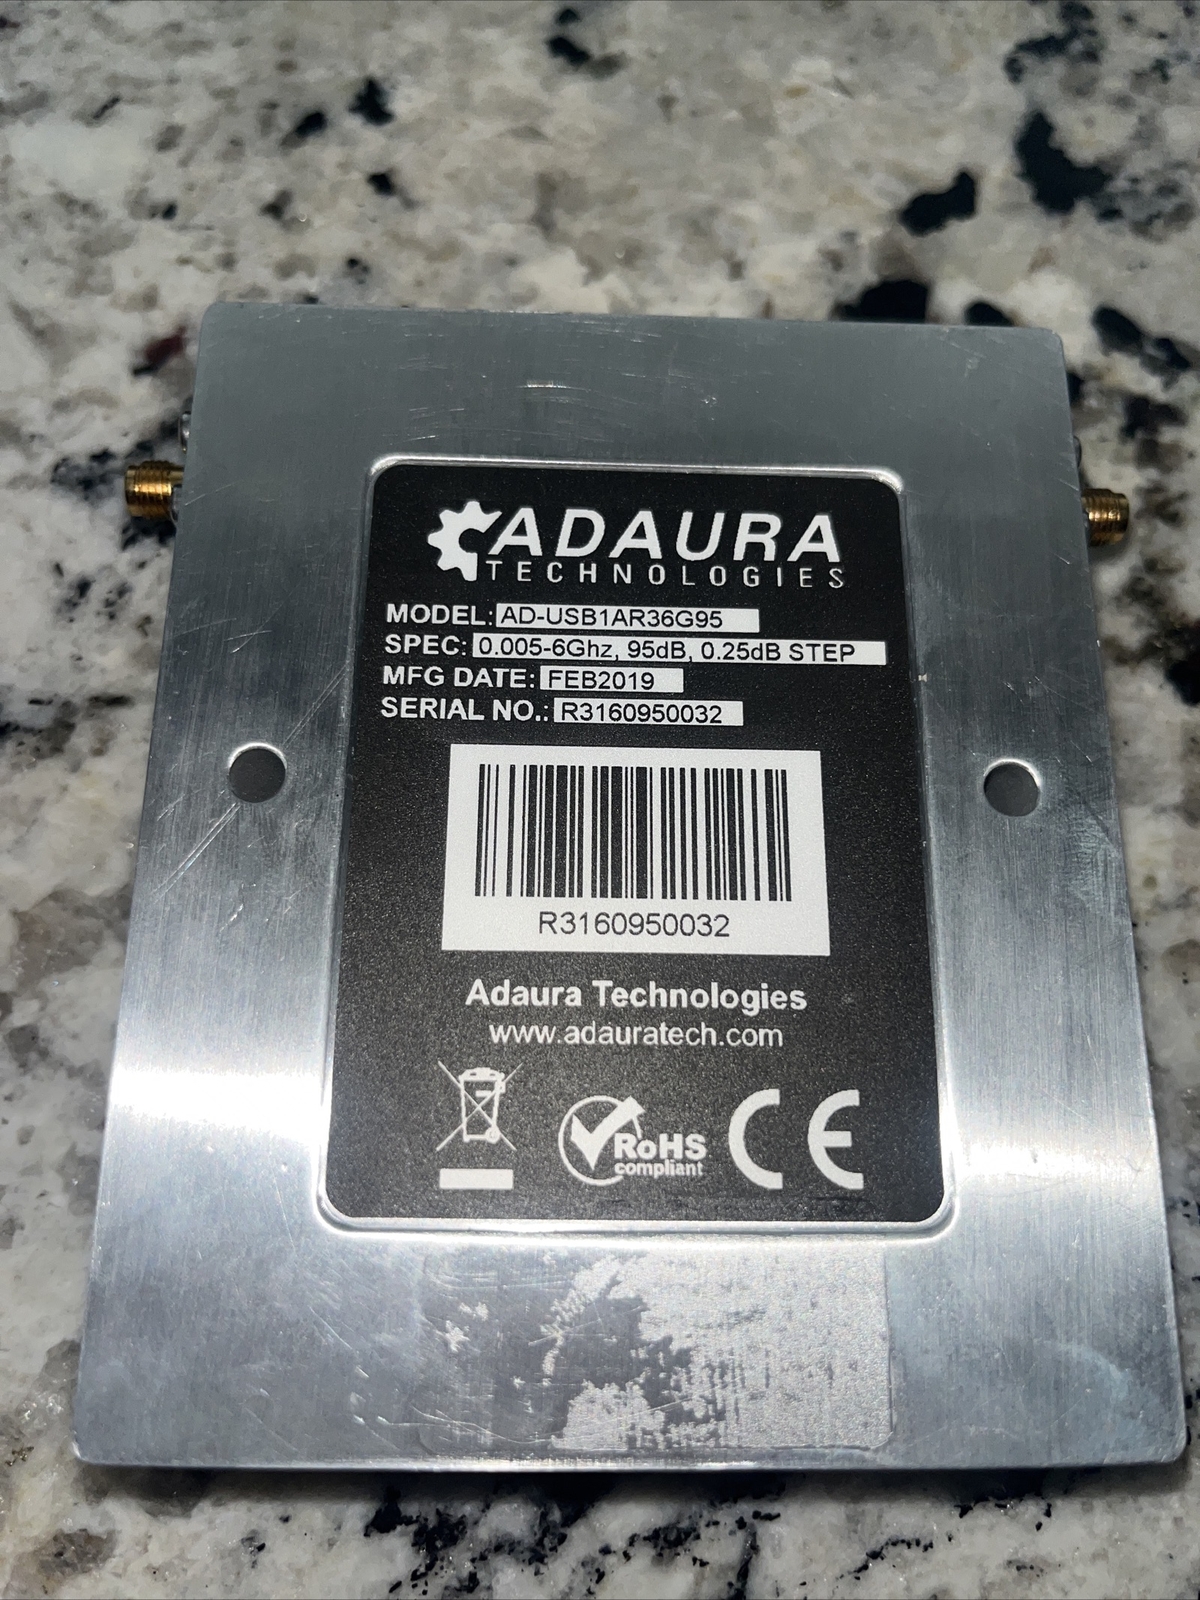 ADAURA
TECHNOLOGIES
MODEL: AD-USB1AR36G95
SPEC: 0.005-6Ghz, 95dB, 0.25dB STEP
MFG DATE: FEB2019
SERIAL NO.: R3160950032
R3160950032
Adaura Technologies
www.adauratech.com
RoHS
compliant
CE